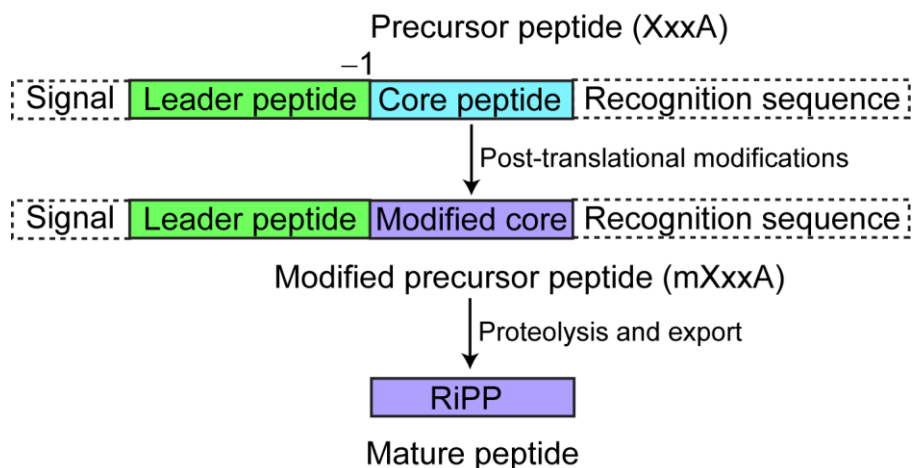 Precursor peptide (XxxA)
−1
Signal Leader peptide Core peptide Recognition sequence
Post-translational modifications
Signal Leader peptide Modified core Recognition sequence
Modified precursor peptide (mXxxA)
Proteolysis and export
RiPP
Mature peptide